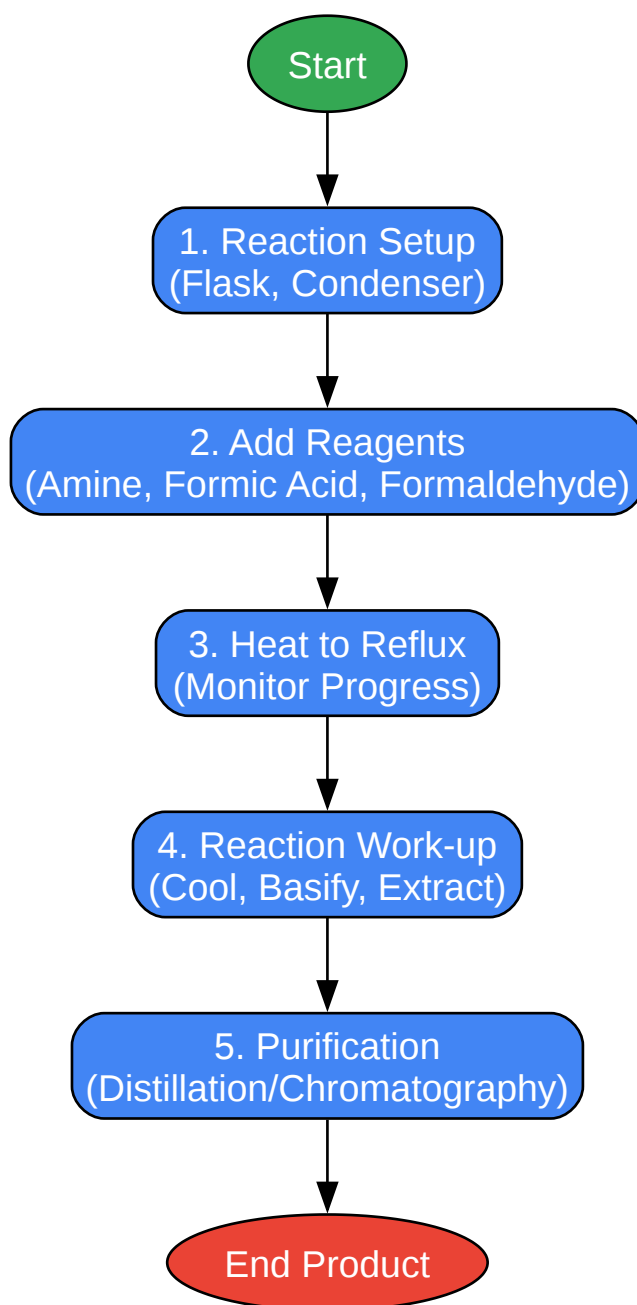 Start
1. Reaction Setup
(Flask, Condenser)
2. Add Reagents
(Amine, Formic Acid, Formaldehyde)
3. Heat to Reflux
(Monitor Progress)
4. Reaction Work-up
(Cool, Basify, Extract)
5. Purification
(Distillation/Chromatography)
End Product